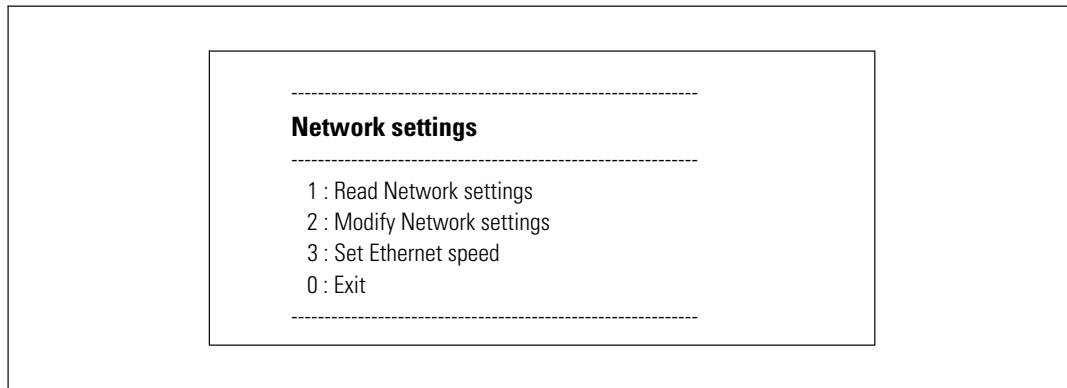 ------------------------------------------------------------
Network settings
------------------------------------------------------------
1 : Read Network settings
2 : Modify Network settings
3 : Set Ethernet speed
0 : Exit
------------------------------------------------------------